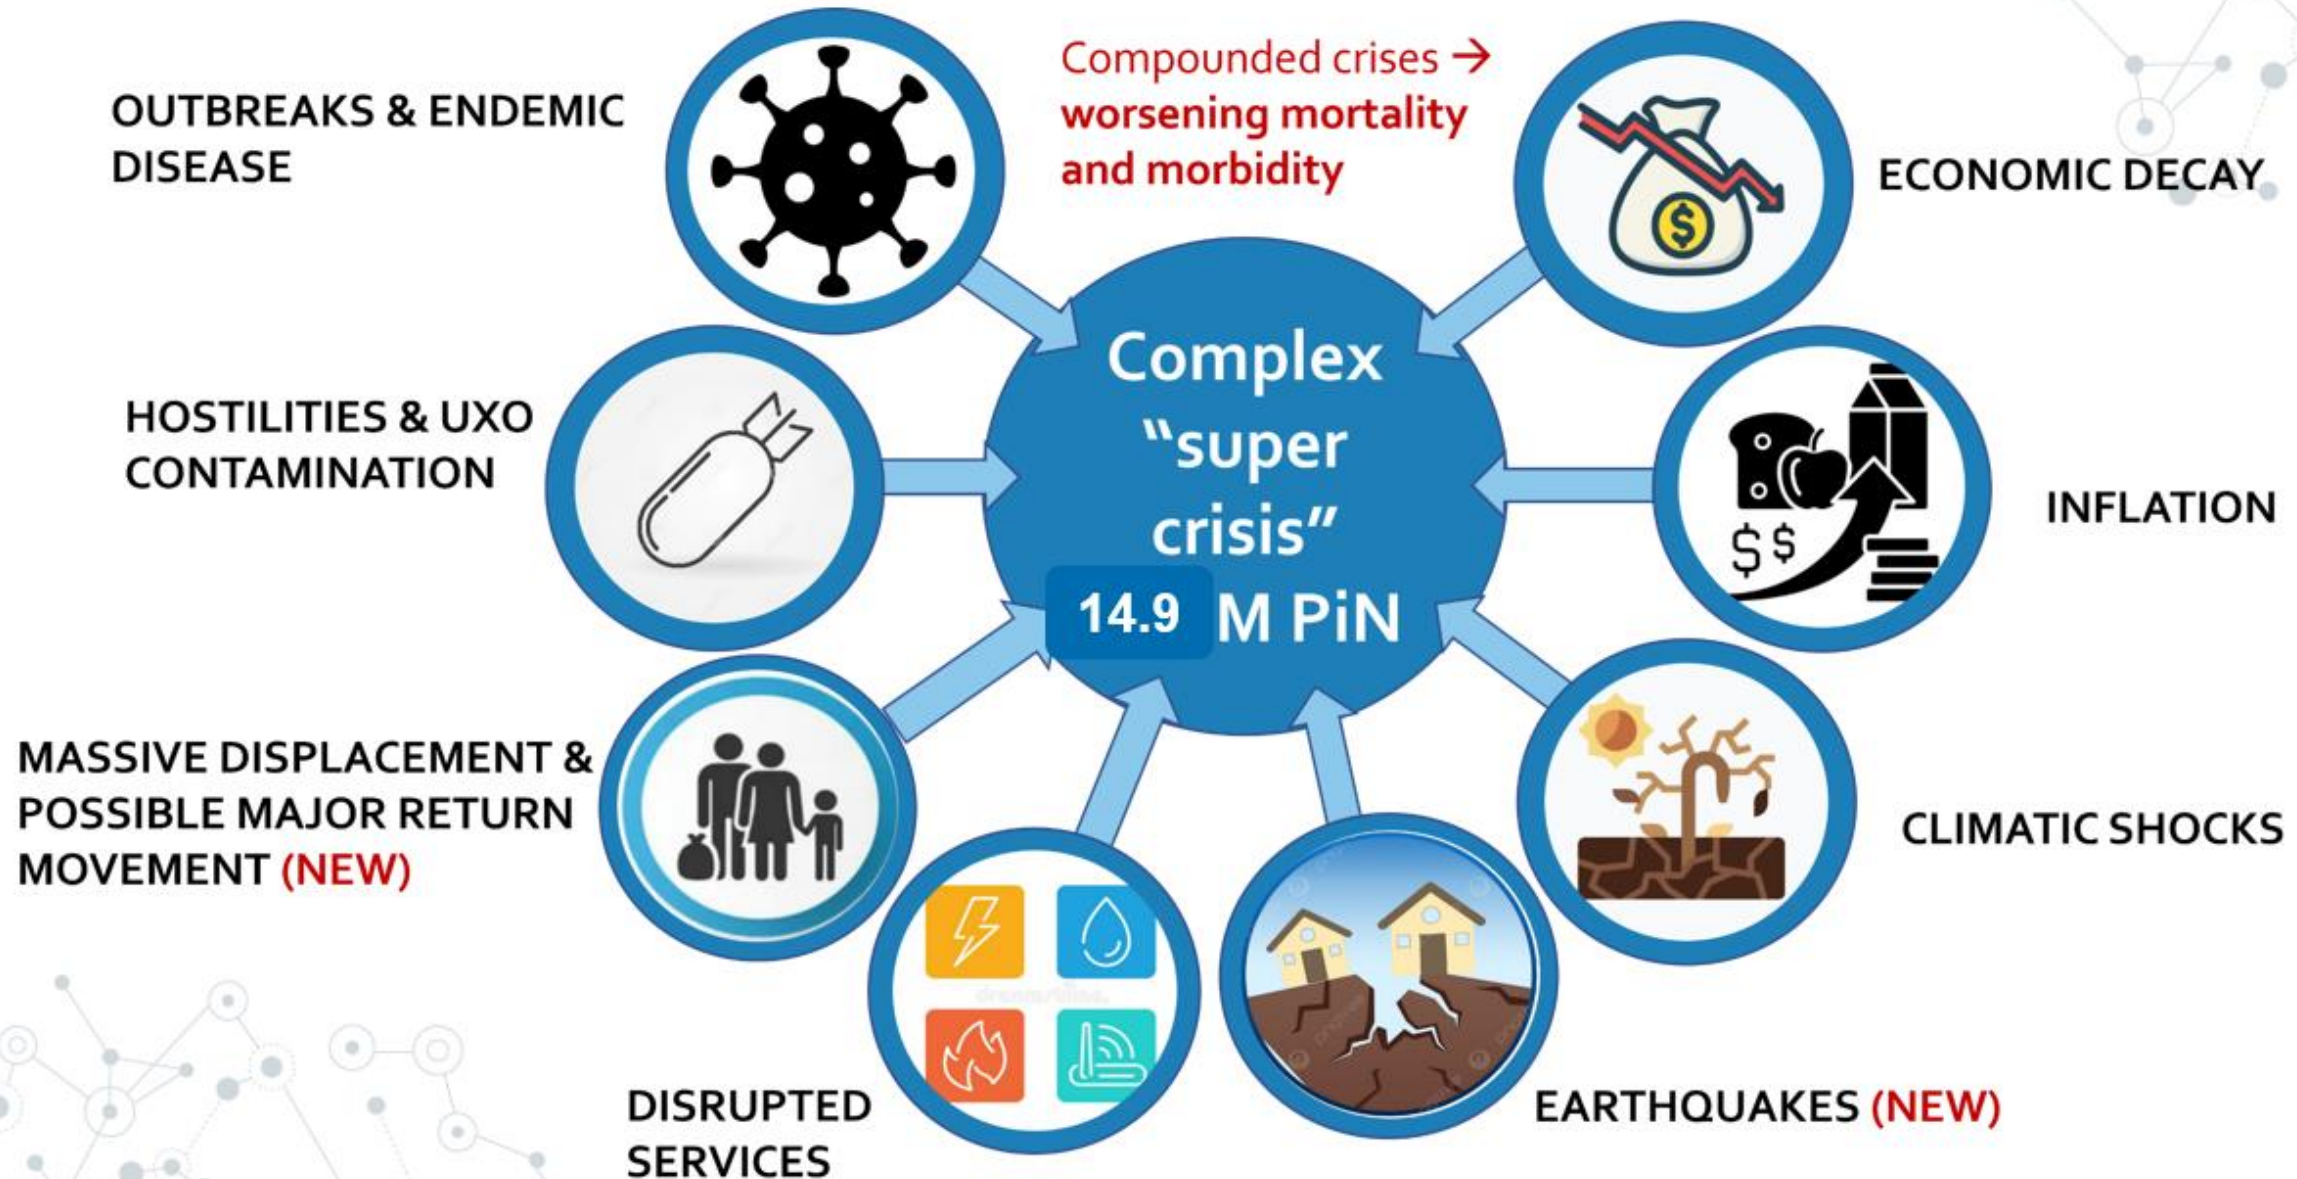 Compounded crises →
worsening mortality
and morbidity
OUTBREAKS & ENDEMIC
DISEASE
ECONOMIC DECAY
HOSTILITIES & UXO
CONTAMINATION
Complex
“super
crisis”
14.9 M PiN
INFLATION
$ $
$
MASSIVE DISPLACEMENT &
POSSIBLE MAJOR RETURN
MOVEMENT (NEW)
CLIMATIC SHOCKS
DISRUPTED
SERVICES
EARTHQUAKES (NEW)